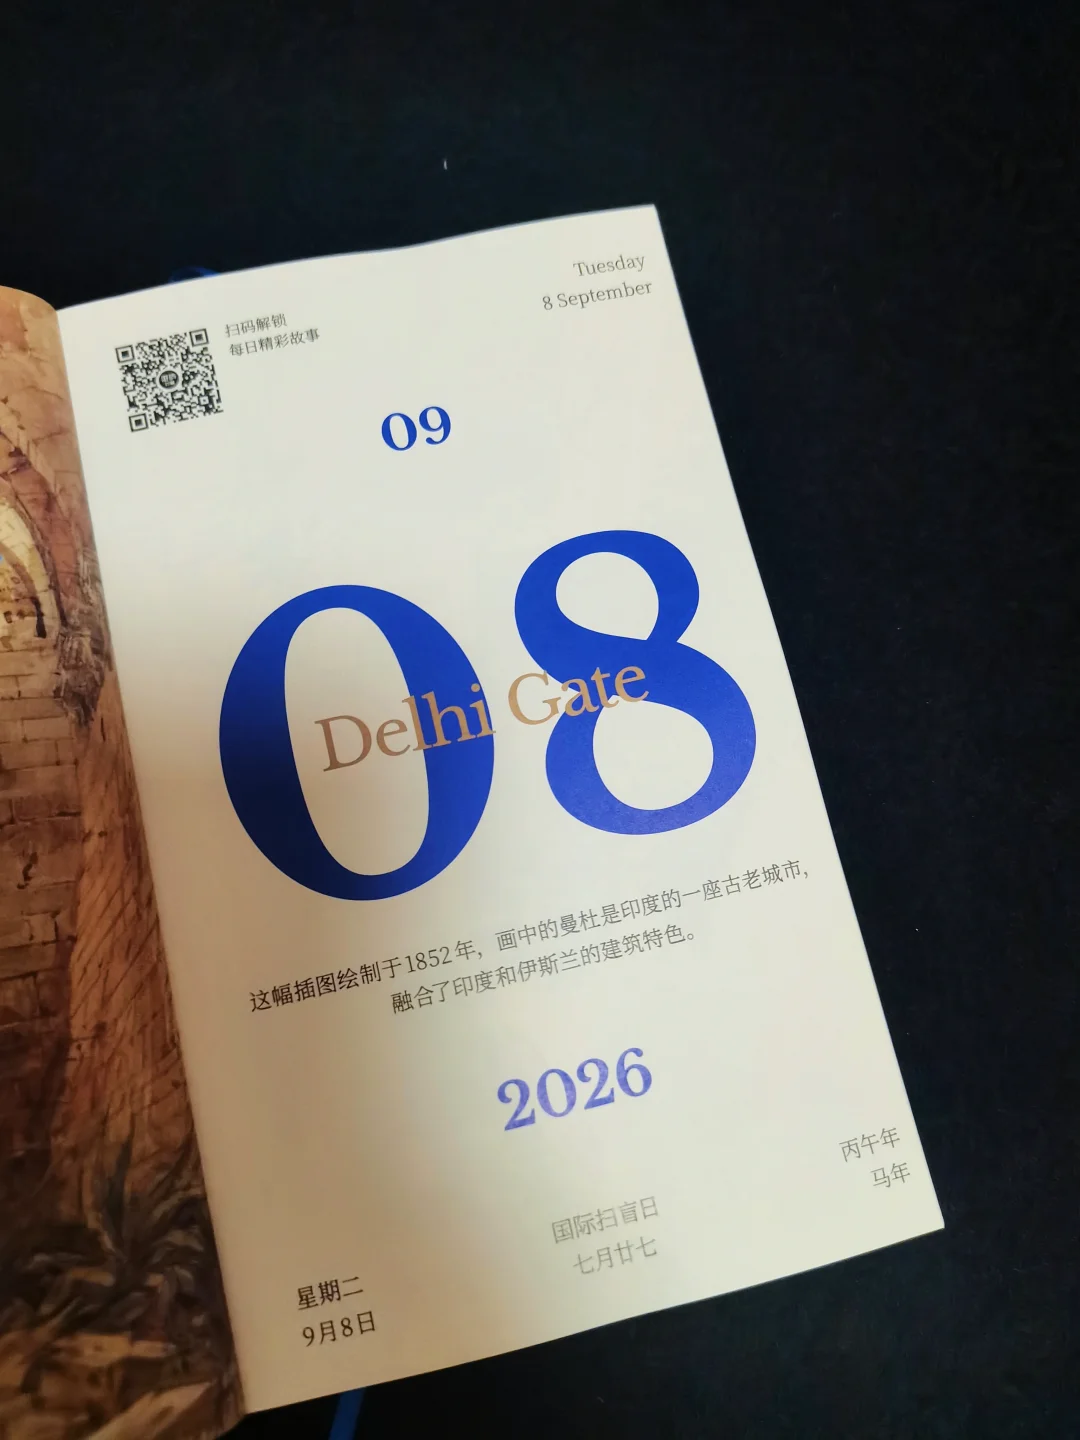 扫码解锁
每日精彩故事
Tuesday
8 September
09
08
Delhi Gate
这幅插图绘制于1852年，画中的曼杜是印度的一座古老城市，
融合了印度和伊斯兰的建筑特色。
2026
丙午年
马年
国际扫盲日
七月廿七
星期二
9月8日